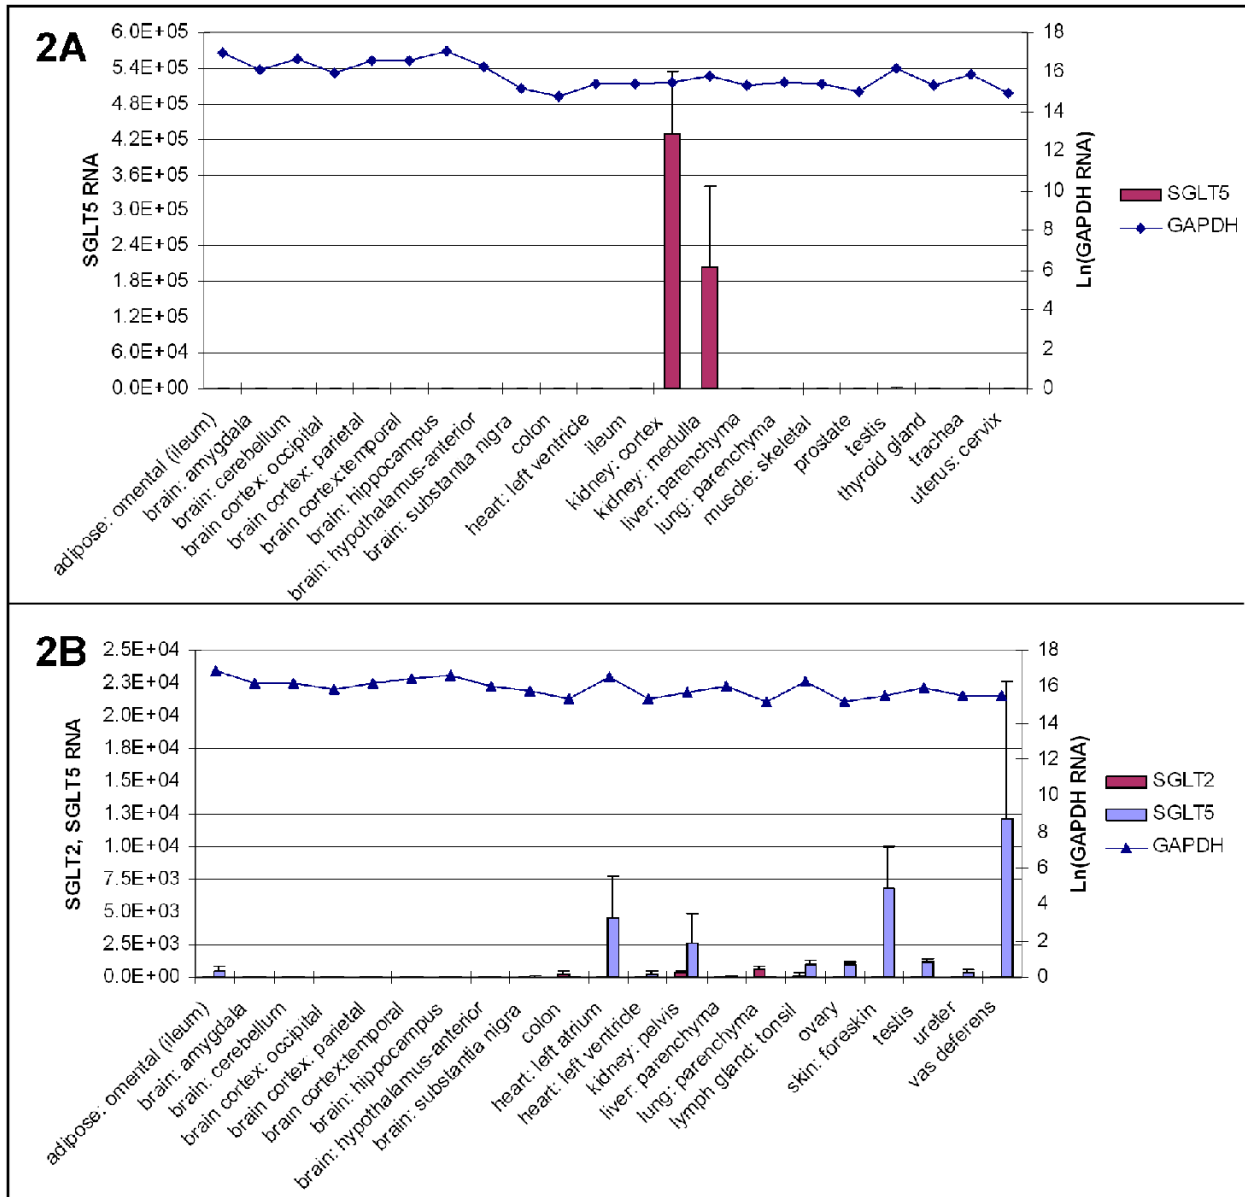 2A
6.0E+05
5.4E+05
4.8E+05
4.2E+05
3.6E+05
3.0E+05
2.4E+05
1.8E+05
1.2E+05
6.0E+04
0.0E+00
SGLT5 RNA
18
16
14
12
10
8
6
4
2
0
Ln(GAPDH RNA)
SGLT5
GAPDH
adipose: omental (ileum)
brain: amygdala
brain: cerebellum
brain cortex: occipital
brain cortex: parietal
brain cortex:temporal
brain: hippocampus
brain: hypothalamus-anterior
brain: substantia nigra
colon
heart: left ventricle
ileum
kidney: cortex
kidney: medulla
liver: parenchyma
lung: parenchyma
muscle: skeletal
prostate
testis
thyroid gland
trachea
uterus: cervix
2B
2.5E+04
2.3E+04
2.0E+04
1.8E+04
1.5E+04
1.3E+04
1.0E+04
7.5E+03
5.0E+03
2.5E+03
0.0E+00
SGLT2, SGLT5 RNA
18
16
14
12
10
8
6
4
2
0
Ln(GAPDH RNA)
SGLT2
SGLT5
GAPDH
adipose: omental (ileum)
brain: amygdala
brain: cerebellum
brain cortex: occipital
brain cortex: parietal
brain cortex:temporal
brain: hippocampus
brain: hypothalamus-anterior
brain: substantia nigra
colon
heart: left atrium
heart: left ventricle
kidney: pelvis
liver: parenchyma
lung: parenchyma
lymph gland: tonsil
ovary
skin: foreskin
testis
ureter
vas deferens